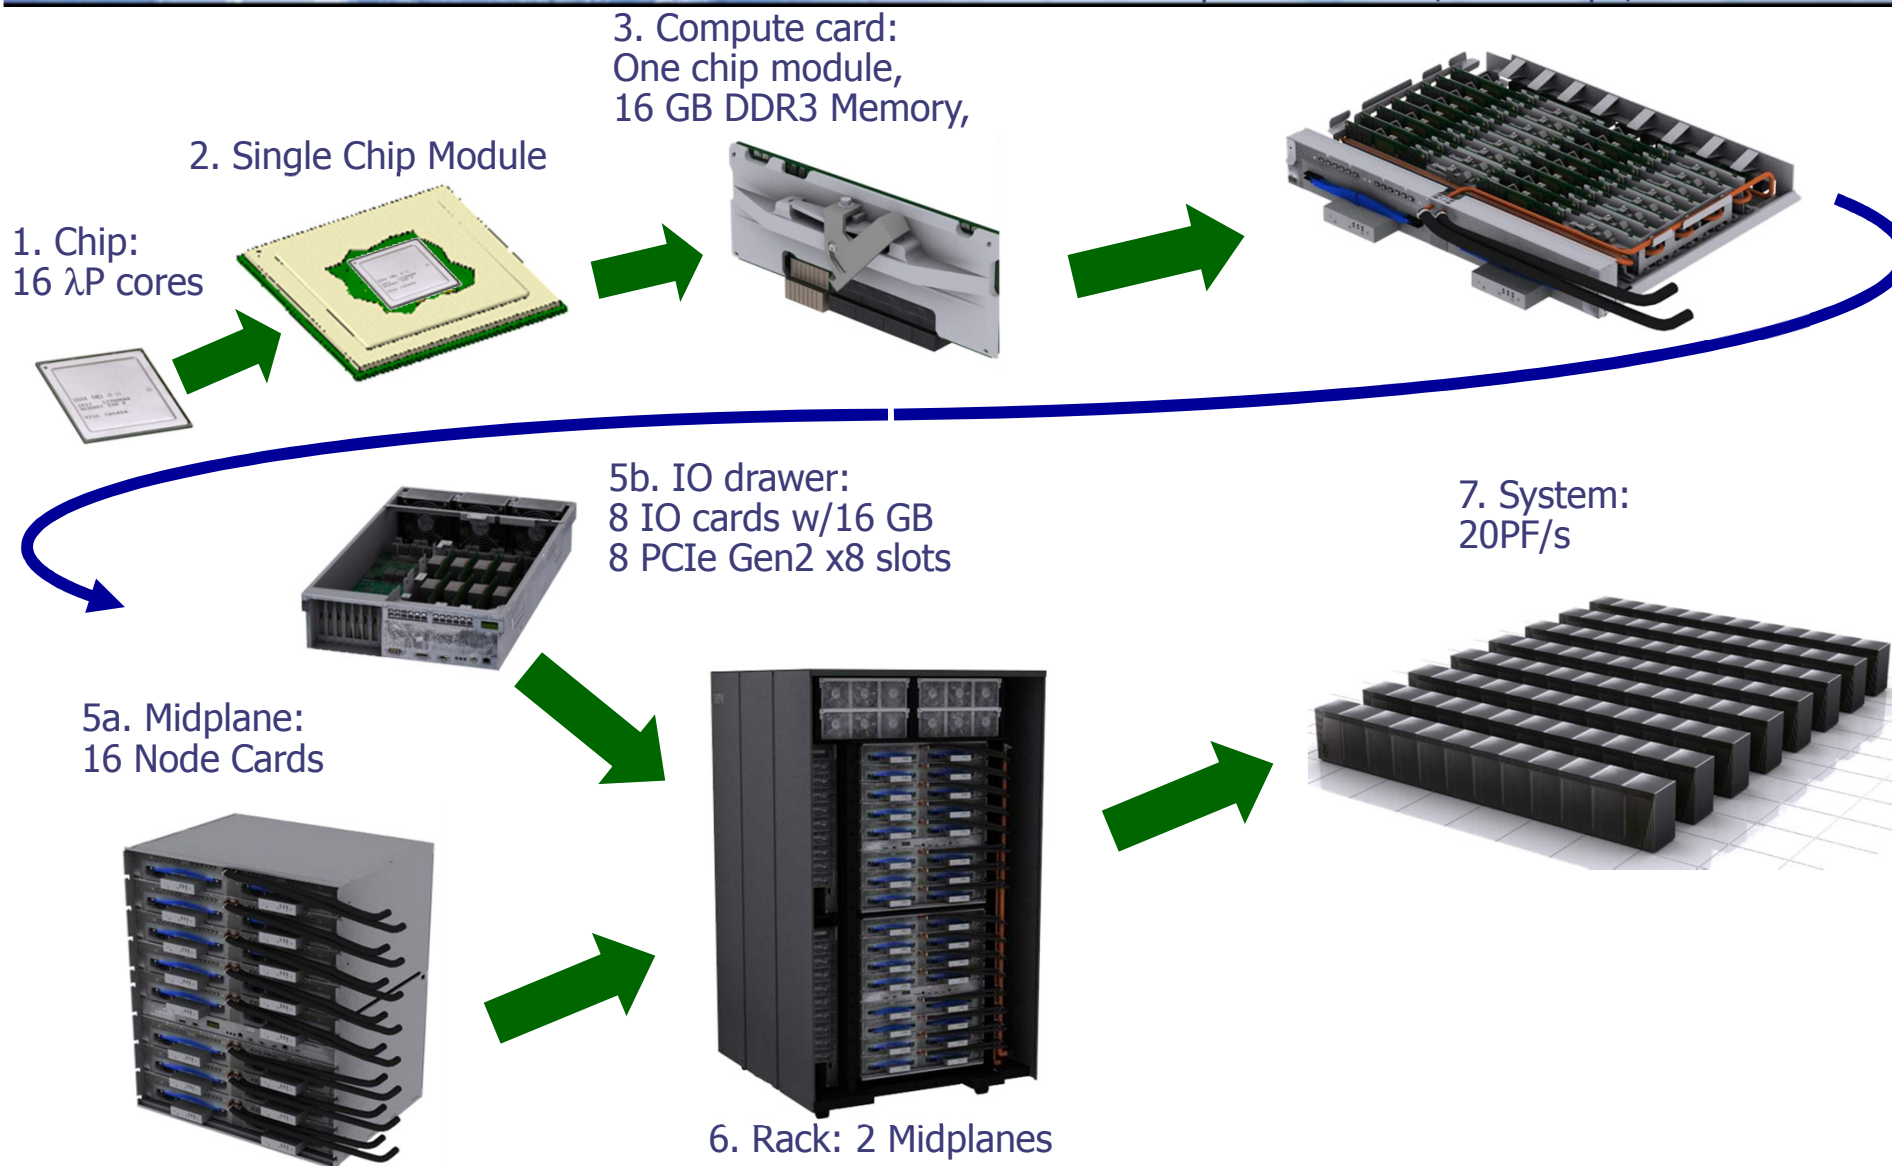 3. Compute card:
One chip module,
16 GB DDR3 Memory,
2. Single Chip Module
1. Chip:
16 λP cores
5b. IO drawer:
8 IO cards w/16 GB
8 PCIe Gen2 x8 slots
7. System:
20PF/s
5a. Midplane:
16 Node Cards
6. Rack: 2 Midplanes